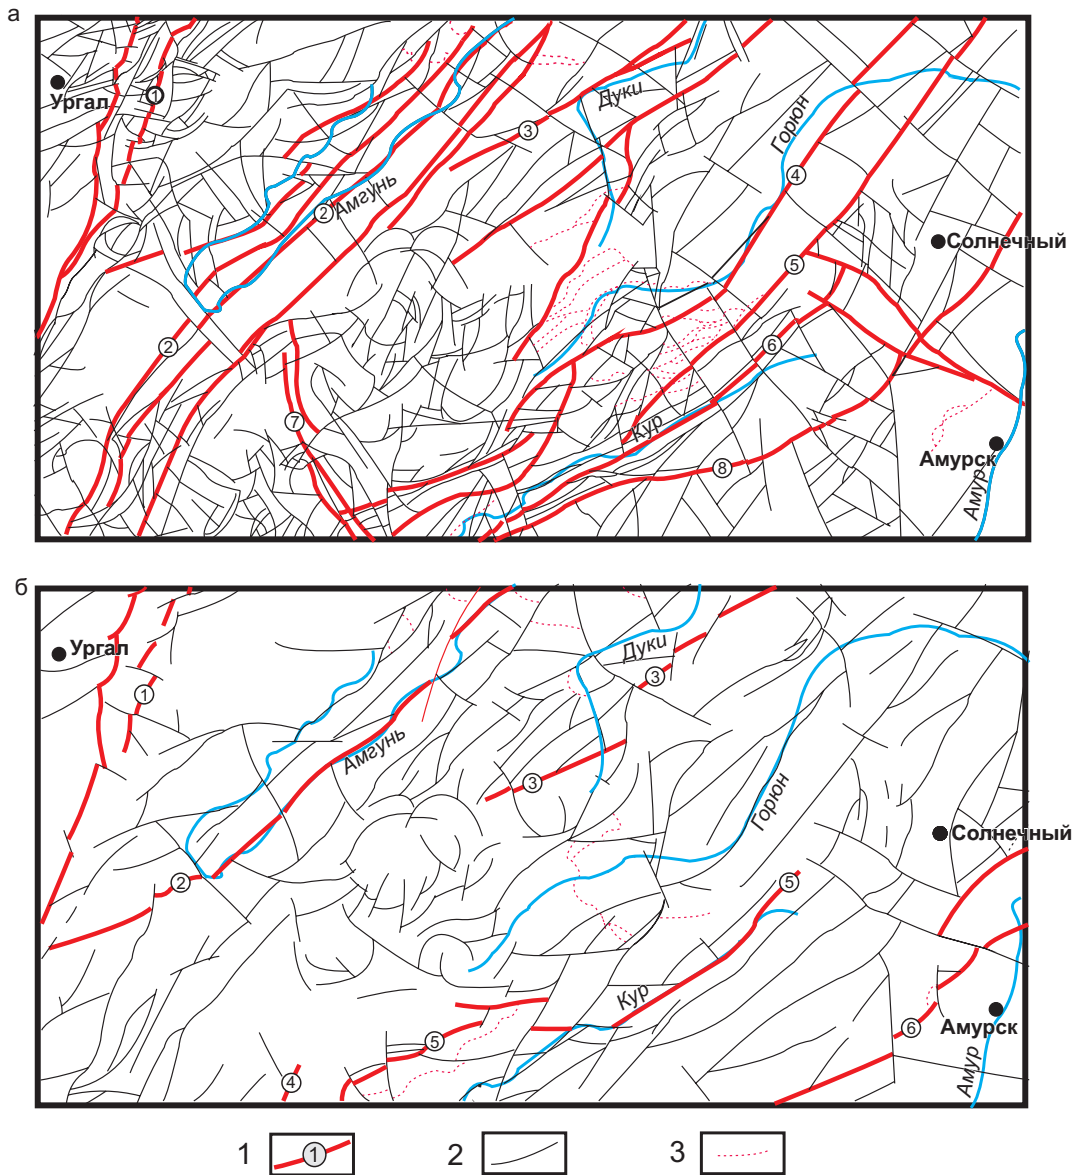 а
Ургал
1
Дуки
3
Горюн
4
Амгунь
2
Солнечный
5
2
6
7
Кур
8
Амурск
Амур
б
Ургал
Дуки
3
1
Амгунь
3
Горюн
Солнечный
2
5
Кур
5
6
Амурск
4
Амур
1 1 2 3